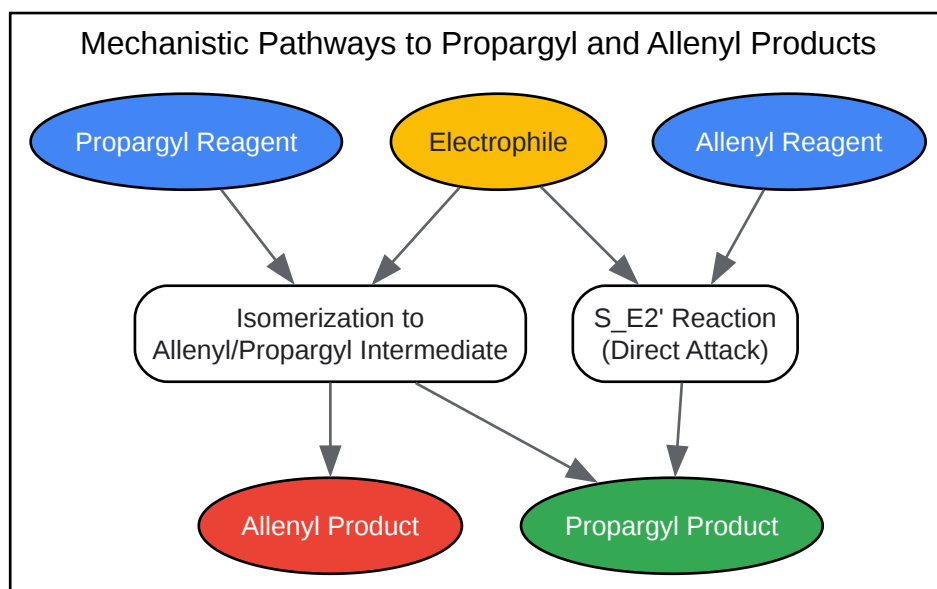 Mechanistic Pathways to Propargyl and Allenyl Products
Propargyl Reagent
Electrophile
Allenyl Reagent
Isomerization to
Allenyl/Propargyl Intermediate
S_E2' Reaction
(Direct Attack)
Allenyl Product
Propargyl Product